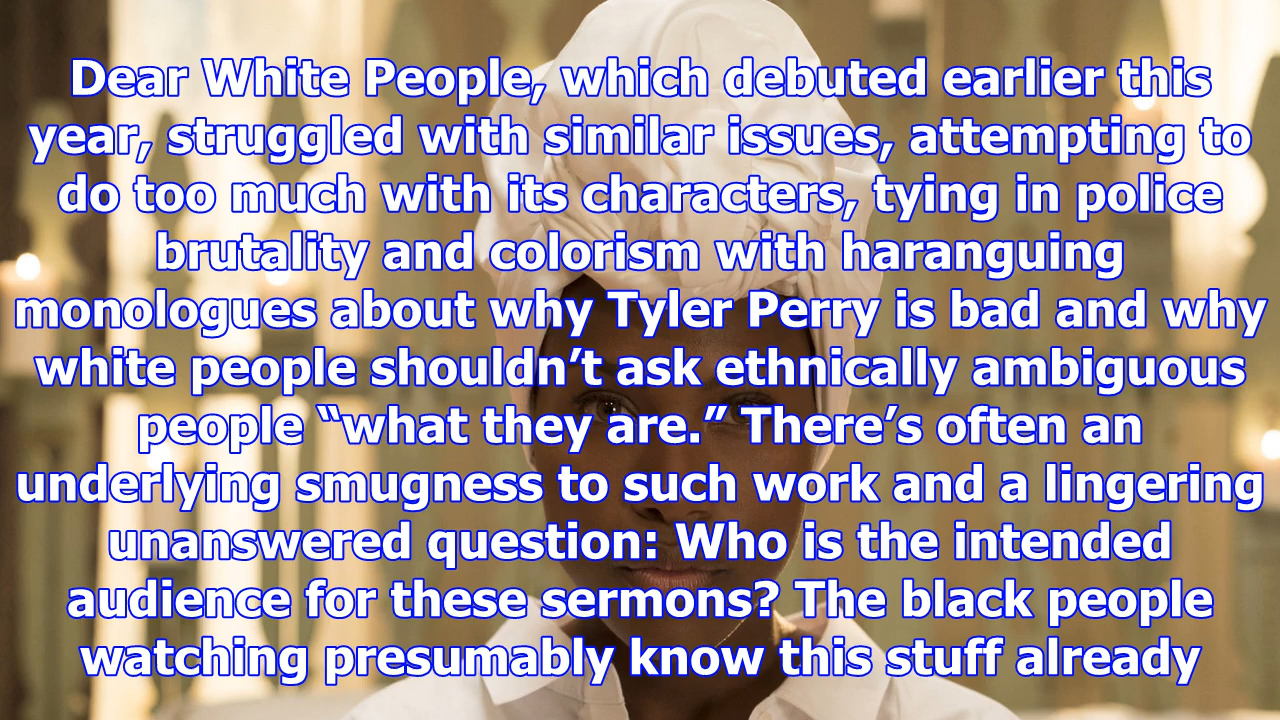 Dear White People, which debuted earlier this
year, struggled with similar issues, attempting to
do too much with its characters, tying in police
brutality and colorism with haranguing
monologues about why Tyler Perry is bad and why
white people shouldn’t ask ethnically ambiguous
people “what they are.” There’s often an
underlying smugness to such work and a lingering
unanswered question: Who is the intended
audience for these sermons? The black people
watching presumably know this stuff already